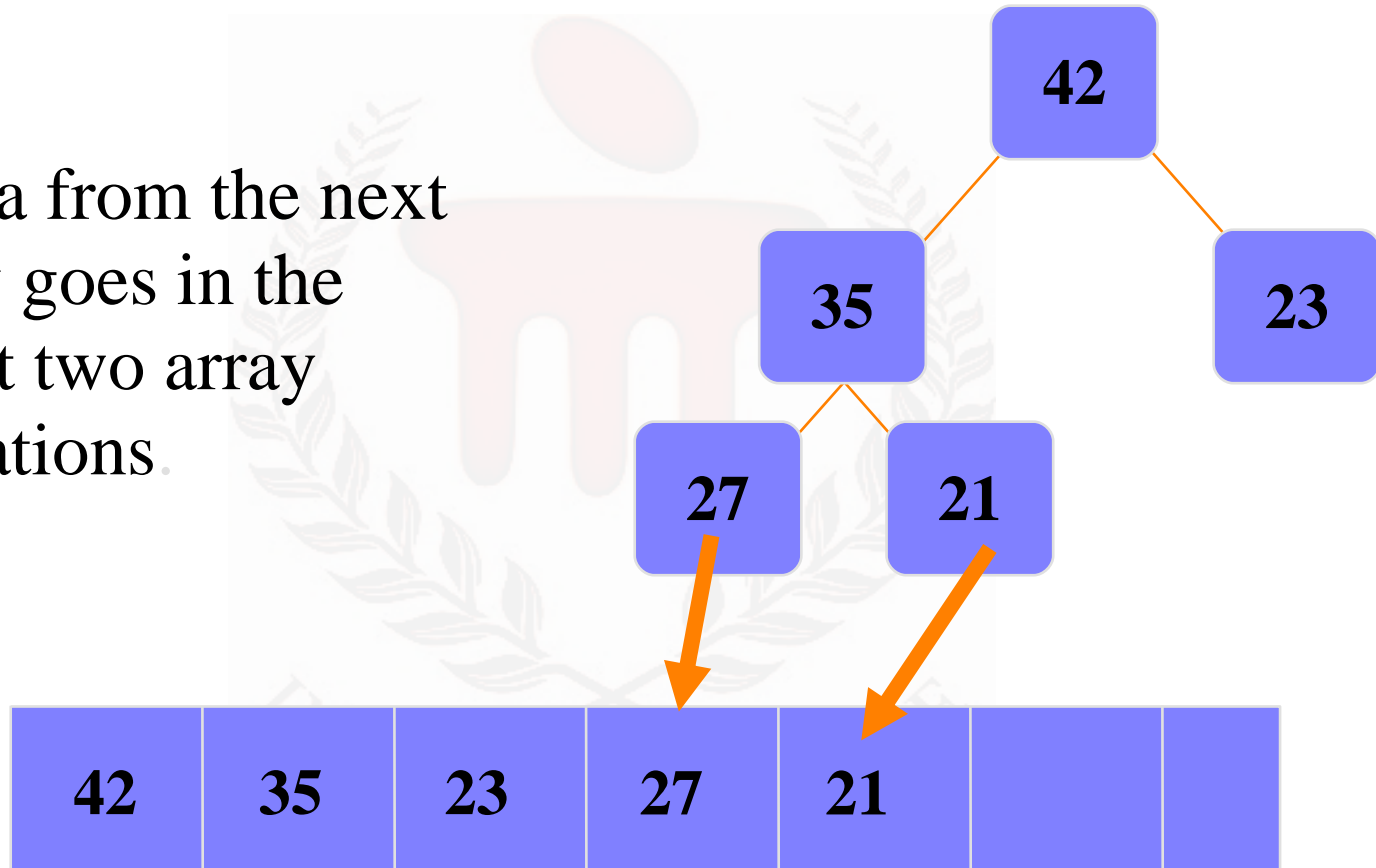 42
a from the next
35
23
goes in the
t two array
ations.
27
21
42 35 23 27 21